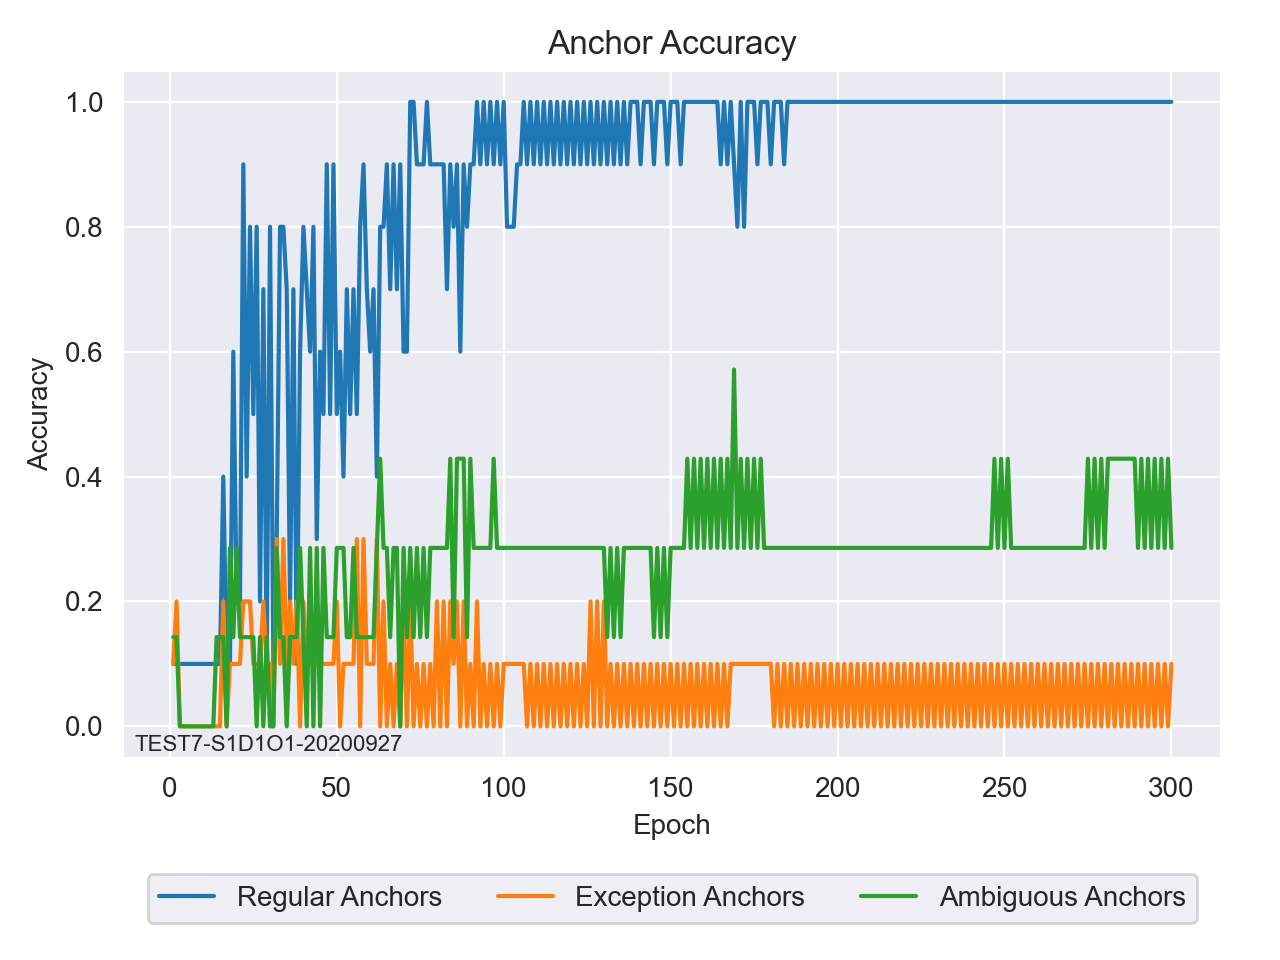 Anchor Accuracy
1.0
0.8
0.6
0.4
0.2
0.0
Accuracy
TEST7-S1D1O1-20200927
0 50 100 150 200 250 300
Epoch
Regular Anchors Exception Anchors Ambiguous Anchors